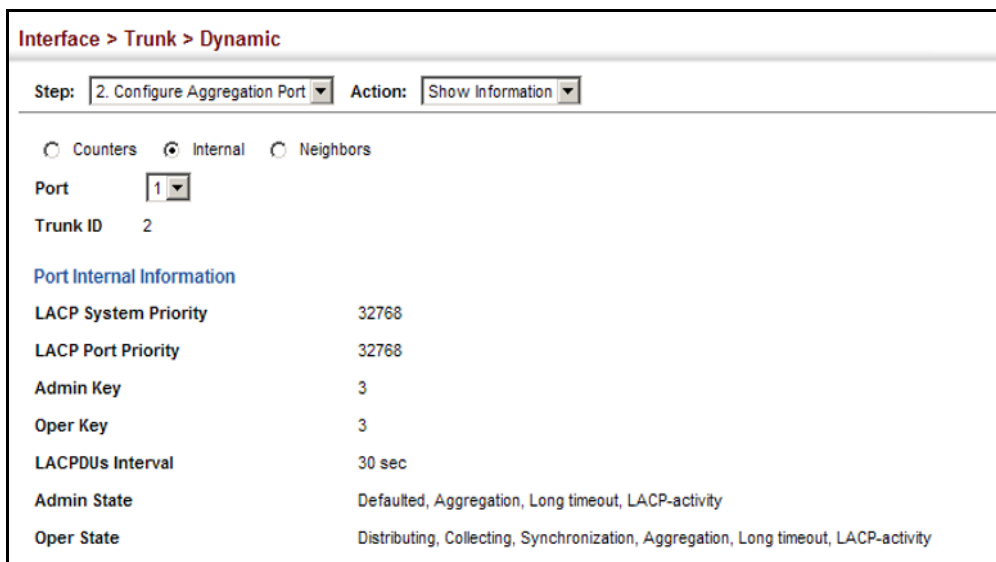 Interface > Trunk > Dynamic
Step: 2. Configure Aggregation Port Action: Show Information
Counters Internal Neighbors
Port 1
Trunk ID 2
Port Internal Information
LACP System Priority 32768
LACP Port Priority 32768
Admin Key 3
Oper Key 3
LACPDUs Interval 30 sec
Admin State Defaulted, Aggregation, Long timeout, LACP-activity
Oper State Distributing, Collecting, Synchronization, Aggregation, Long timeout, LACP-activity